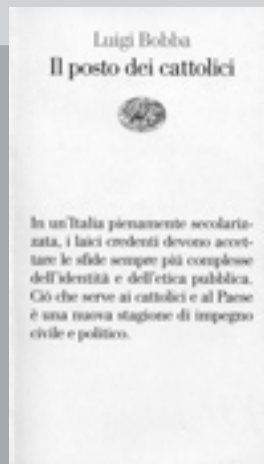 Luigi Bobba
Il posto dei cattolici
In un'Italia pienamente secolariz-
zata, i laici credenti devono accet-
tare le sfide sempre più complesse
dell'identità e dell'etica pubblica.
Ciò che serve ai cattolici e al Paese
è una nuova stagione di impegno
civile e politico.